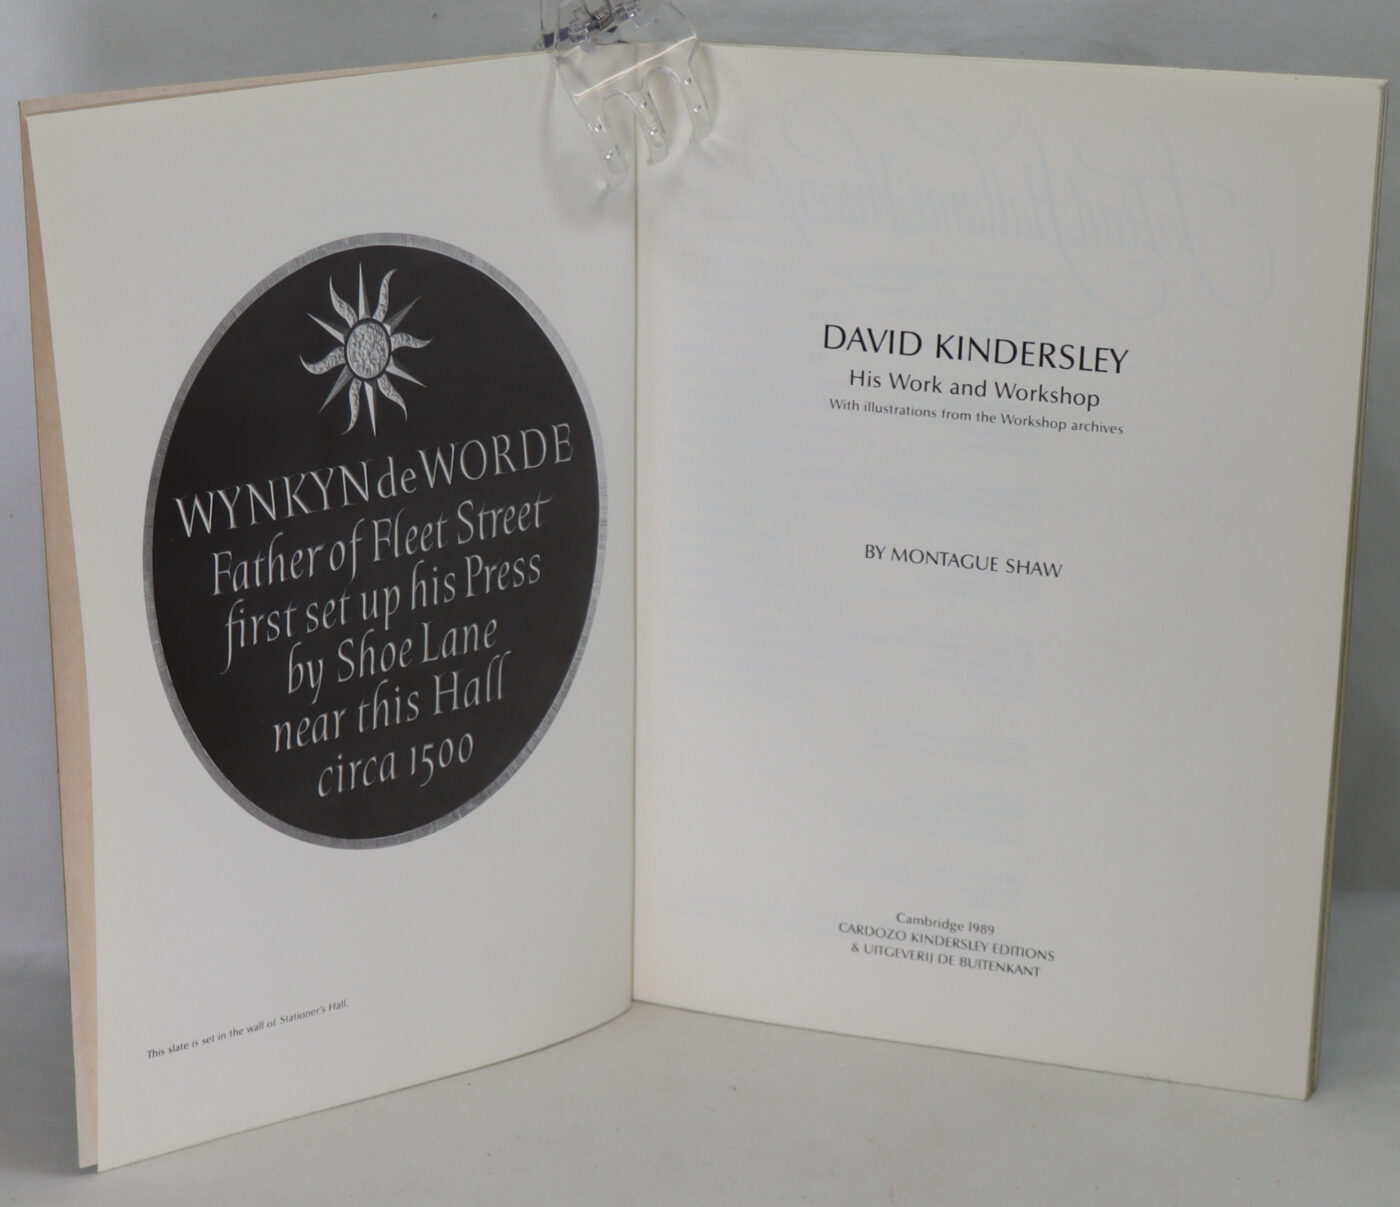 WYNKYN de WORDE
Father of Fleet Street
first set up his Press
by Shoe Lane
near this Hall
circa 1500
This slate is set in the wall of Stationer's Hall.
DAVID KINDERSLEY
His Work and Workshop
With illustrations from the Workshop archives
BY MONTAGUE SHAW
Cambridge 1989
CARDOZO KINDERSLEY EDITIONS
& UITGEVERIJ DE BUITENKANT